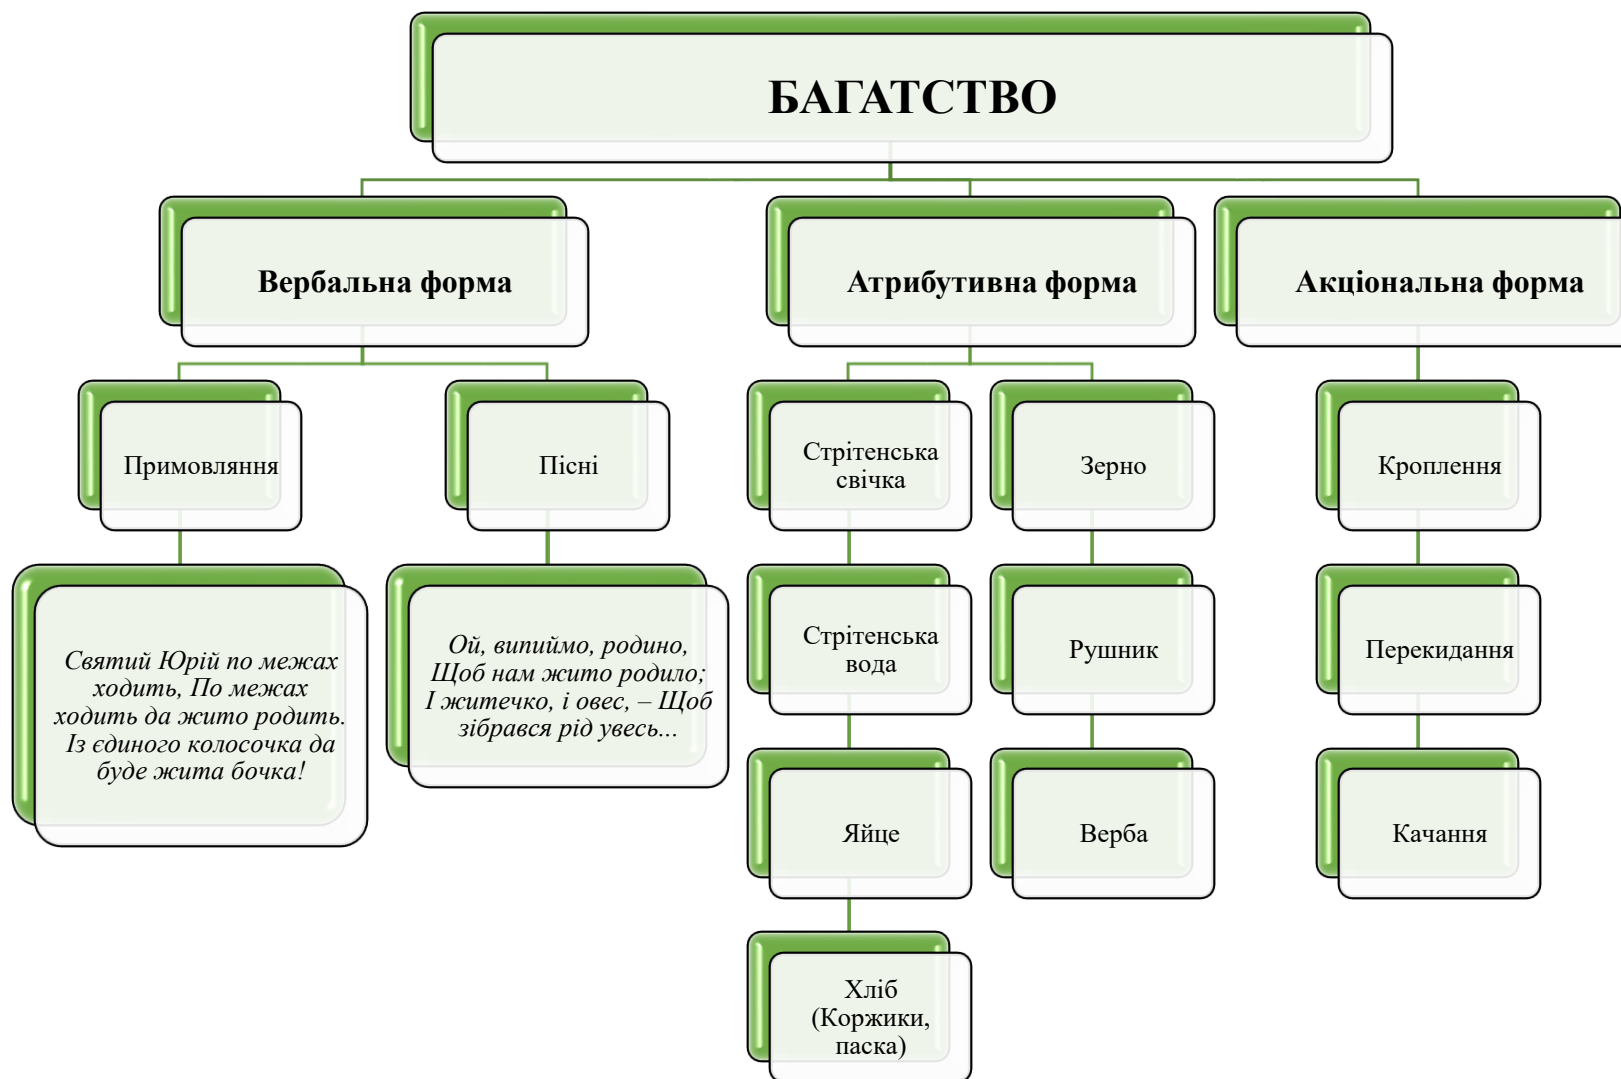 БАГАТСТВО
Вербальна форма
Атрибутивна форма
Акціональна форма
Примовляння
Пісні
Стрітенська
свічка
Зерно
Кроплення
Святий Юрій по межах
ходить, По межах
ходить да жито родить.
Із єдиного колосочка да
буде жита бочка!
Ой, випиймо, родино,
Щоб нам жито родило;
І житечко, і овес, – Щоб
зібрався рід увесь...
Стрітенська
вода
Рушник
Перекидання
Яйце
Верба
Качання
Хліб
(Коржики,
паска)